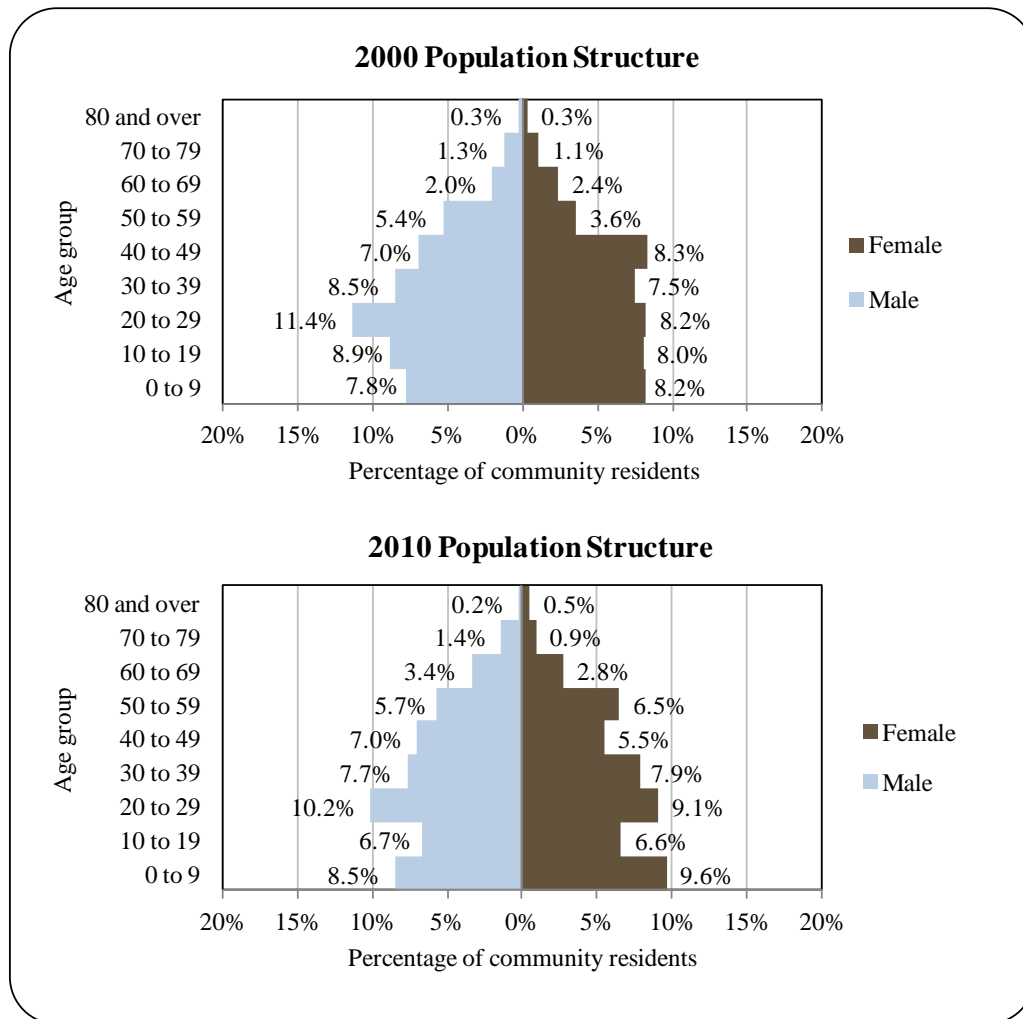 2000 Population Structure
80 and over 0.3% 0.3%
70 to 79 1.3% 1.1%
60 to 69 2.0% 2.4%
50 to 59 5.4% 3.6%
40 to 49 7.0% 8.3%
30 to 39 8.5% 7.5%
20 to 29 11.4% 8.2%
10 to 19 8.9% 8.0%
0 to 9 7.8% 8.2%
Age group
Female
Male
20% 15% 10% 5% 0% 5% 10% 15% 20%
Percentage of community residents
2010 Population Structure
80 and over 0.2% 0.5%
70 to 79 1.4% 0.9%
60 to 69 3.4% 2.8%
50 to 59 5.7% 6.5%
40 to 49 7.0% 5.5%
30 to 39 7.7% 7.9%
20 to 29 10.2% 9.1%
10 to 19 6.7% 6.6%
0 to 9 8.5% 9.6%
Age group
Female
Male
20% 15% 10% 5% 0% 5% 10% 15% 20%
Percentage of community residents